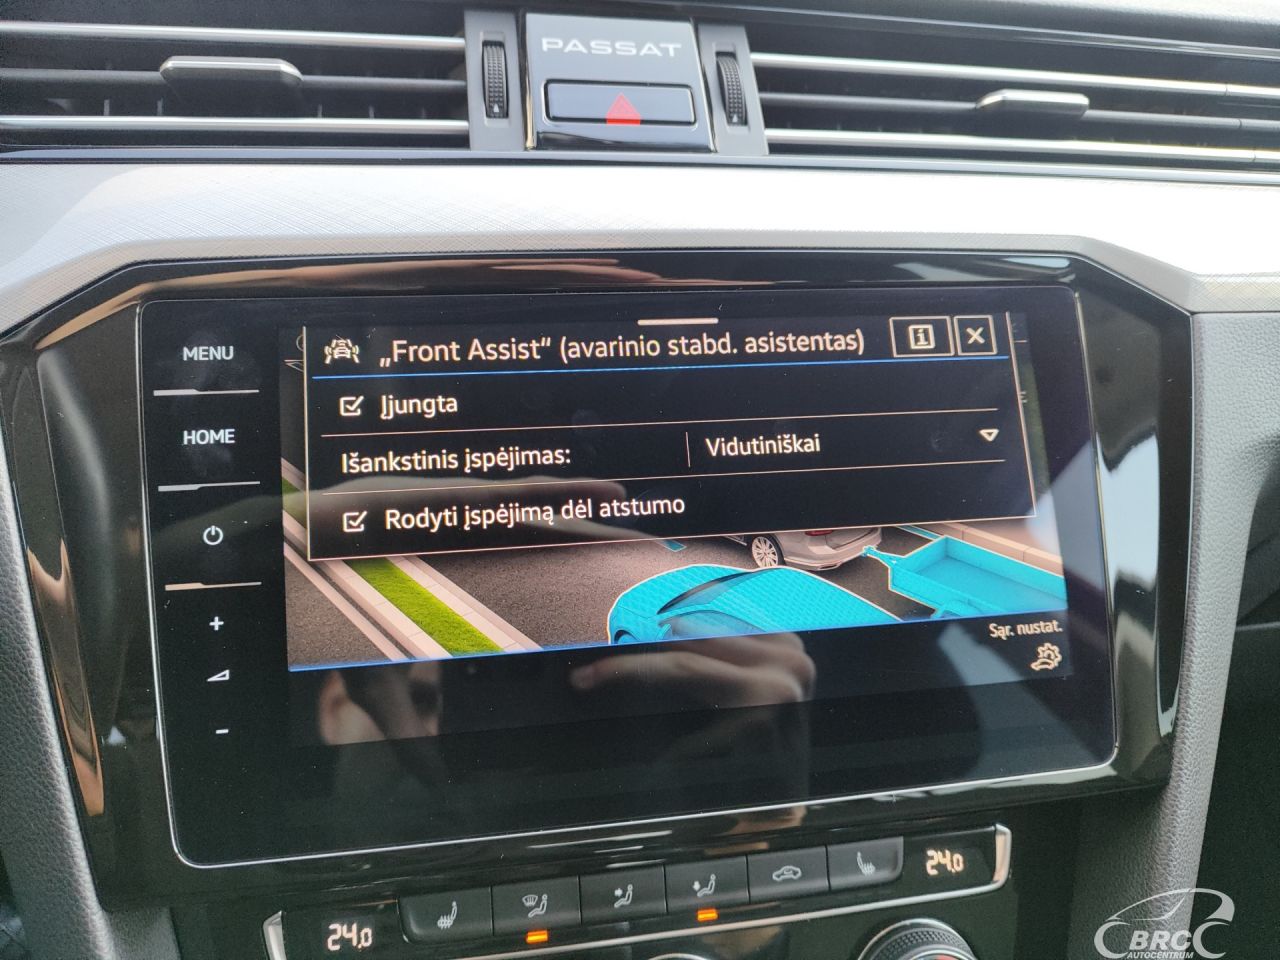 PASSAT
MENU
HOME
„Front Assist“ (avarinio stabd. asistentas)
Įjungta
Išankstinis įspėjimas: Vidutiniškai
Rodyti įspėjimą dėl atstumo
Sąr. nustat.
24.0
24.0
BRC
AUTOCENTRUM